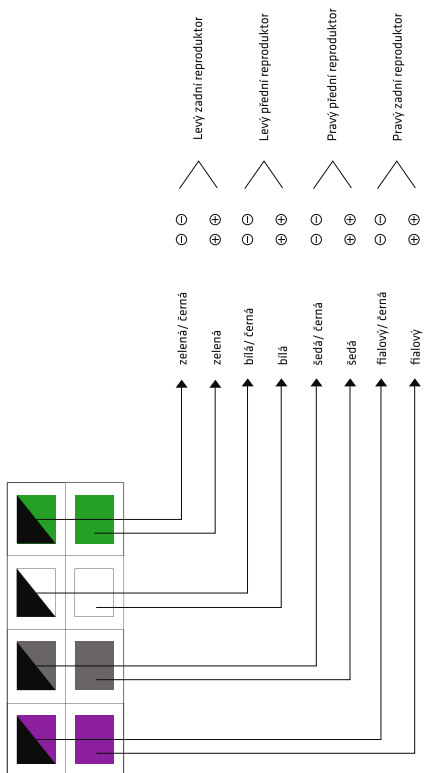 Levý zadní reproduktor
Levý přední reproduktor
Pravý přední reproduktor
Pravý zadní reproduktor
⊖ ⊕ ⊖ ⊕ ⊖ ⊕ ⊖ ⊕
⊖ ⊕ ⊖ ⊕ ⊖ ⊕ ⊖ ⊕
zelená/ černá
zelená
bílá/ černá
bílá
šedá/ černá
šedá
fialový/ černá
fialový